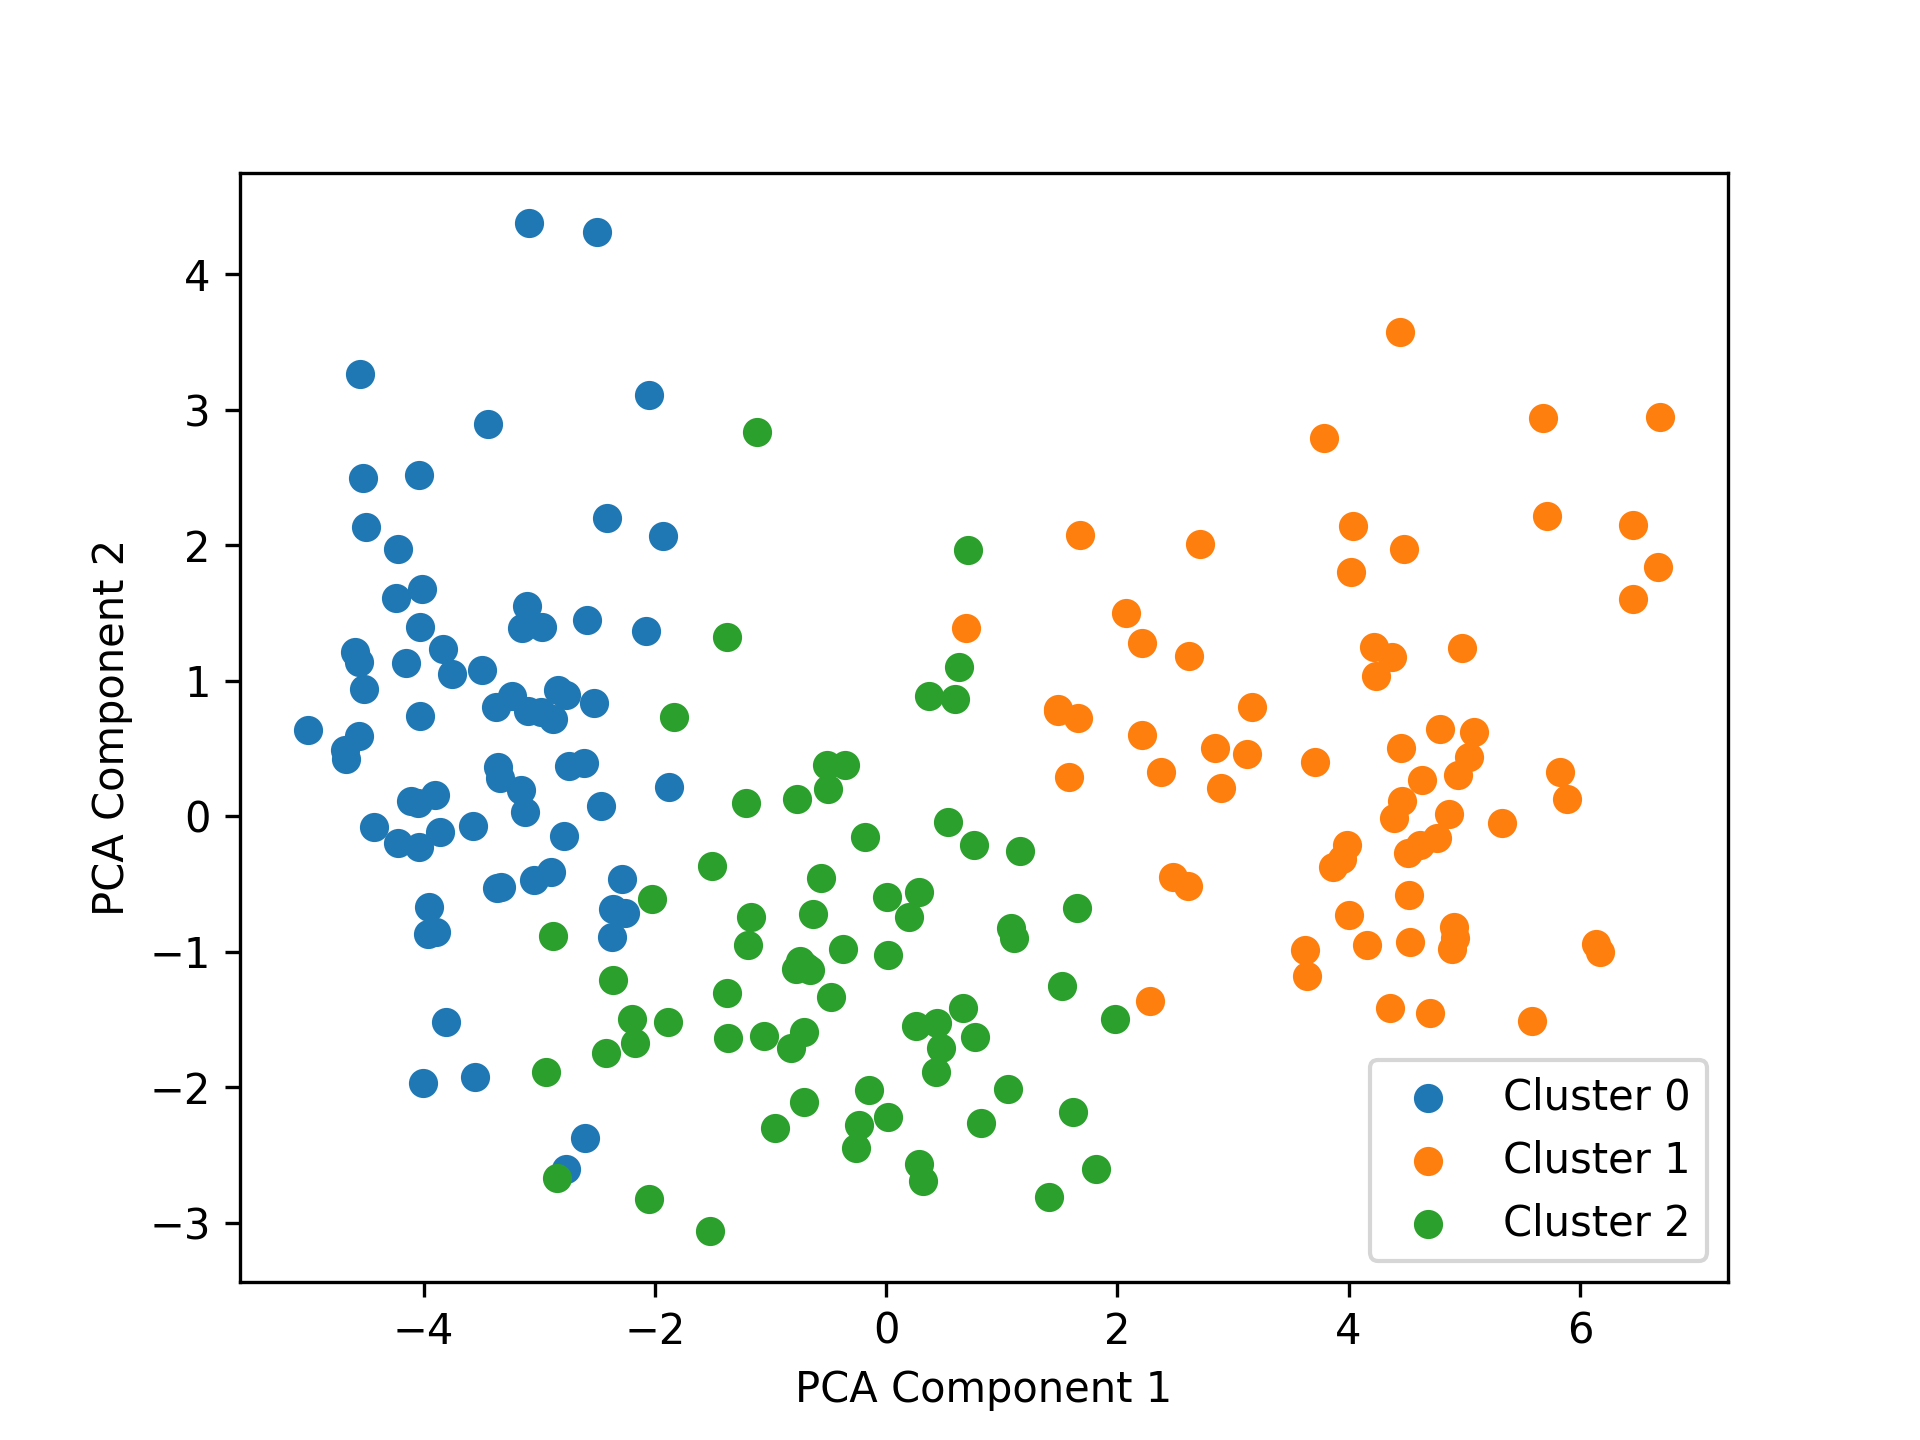 4
3
2
1
0
−1
−2
−3
PCA Component 2
Cluster 0
Cluster 1
Cluster 2
−4 −2 0 2 4 6
PCA Component 1